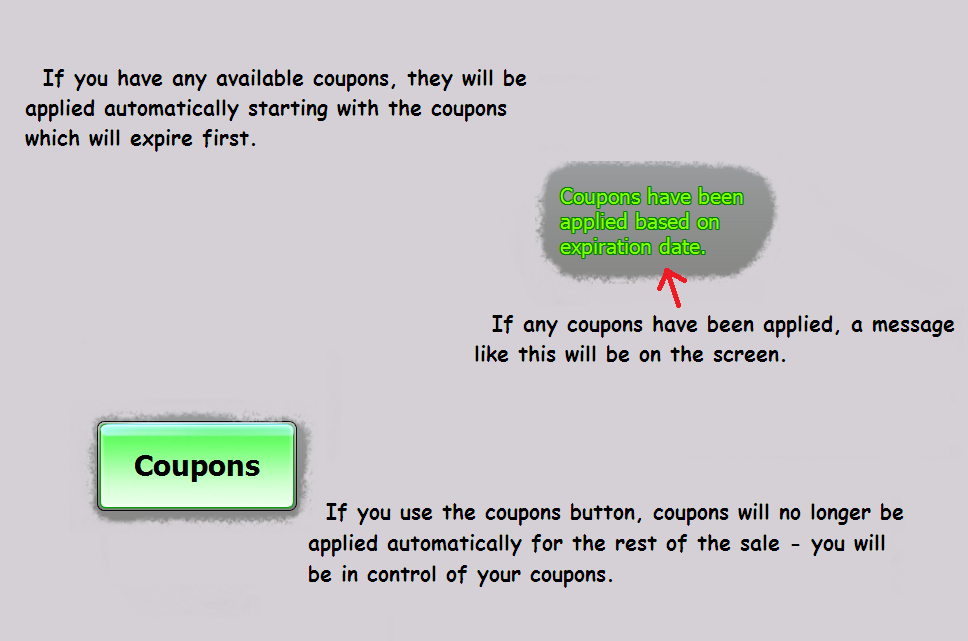 If you have any available coupons, they will be
applied automatically starting with the coupons
which will expire first.
Coupons have been
applied based on
expiration date.
If any coupons have been applied, a message
like this will be on the screen.
Coupons
If you use the coupons button, coupons will no longer be
applied automatically for the rest of the sale - you will
be in control of your coupons.